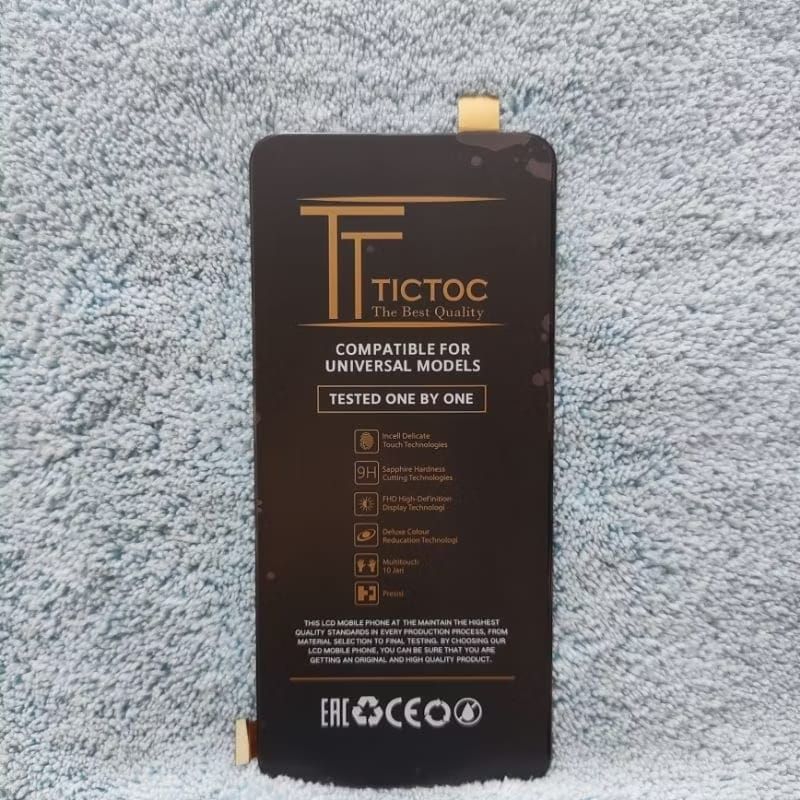 TT
TICTOC
The Best Quality
COMPATIBLE FOR
UNIVERSAL MODELS
TESTED ONE BY ONE
Incell Delicate
Touch Technologies
9H
Sapphire Hardness
Cutting Technologies
FHD High-Definition
Display Technologi
Deluxe Colour
Reducation Technologi
Multitouch
10 Jari
Presisi
THIS LCD MOBILE PHONE AT THE MAINTAIN THE HIGHEST
QUALITY STANDARDS IN EVERY PRODUCTION PROCESS, FROM
MATERIAL SELECTION TO FINAL TESTING. BY CHOOSING OUR
LCD MOBILE PHONE, YOU CAN BE SURE THAT YOU ARE
GETTING AN ORIGINAL AND HIGH QUALITY PRODUCT.
EAC CE